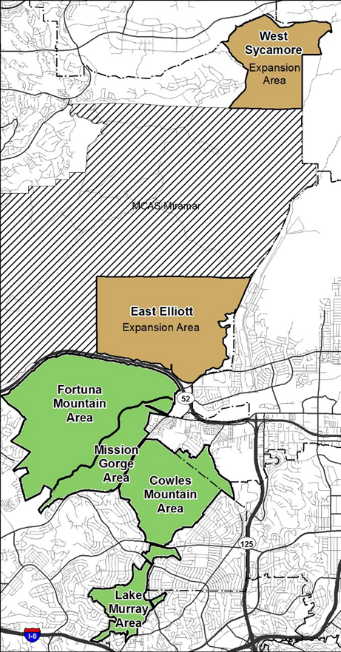 West
Sycamore
Expansion
Area
MCAS Miramar
East Elliott
Expansion Area
Fortuna
Mountain
Area
52
Mission
Gorge
Area
Cowles
Mountain
Area
125
Lake
Murray
Area
I-8